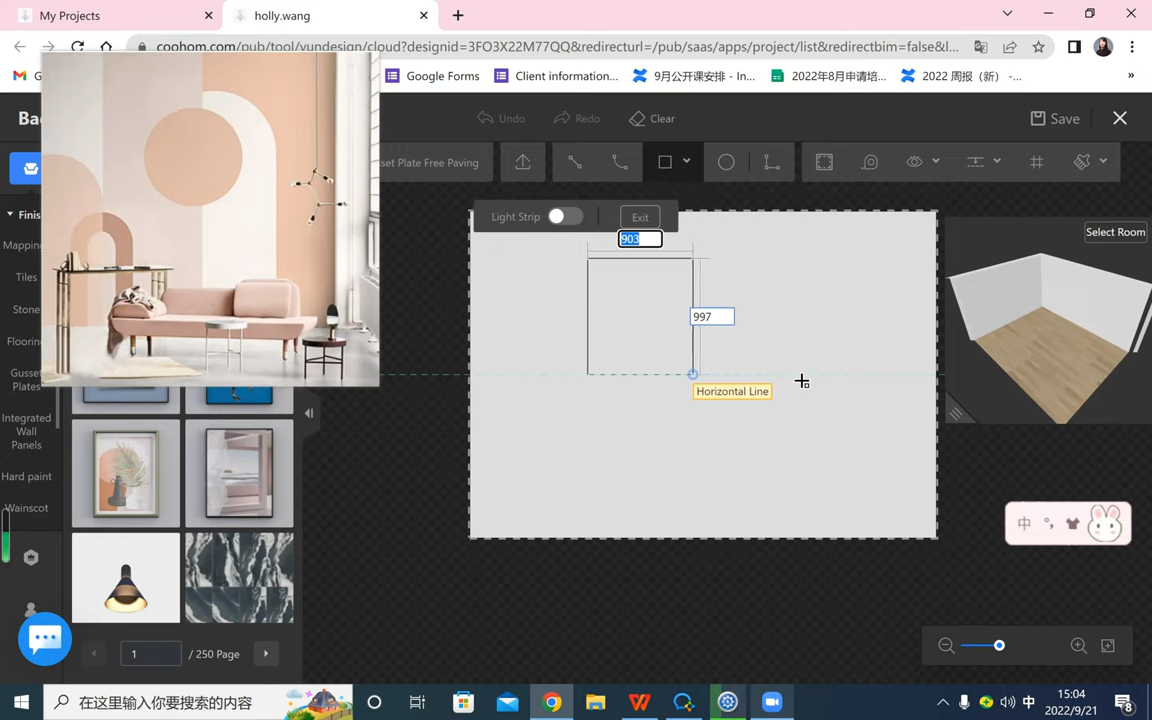 My Projects
holly.wang
coohom.com/pub/tool/yundesign/cloud?designid=3FO3X22M77QQ&redirecturl=/pub/saas/apps/project/list&redirectbim=false&l...
G
Google Forms
Client information...
9月公开课安排 - In...
2022年8月申请培...
2022 周报（新） -...
»
Undo
Redo
Clear
Save
sset Plate Free Paving
Finis
Light Strip
Exit
903
Select Room
Mapping
Tiles
Stone
997
Flooring
Gusset
Plates
Horizontal Line
Integrated
Wall
Panels
Hard paint
Wainscot
中
1
/ 250 Page
在这里输入你要搜索的内容
中
15:04
2022/9/21
8